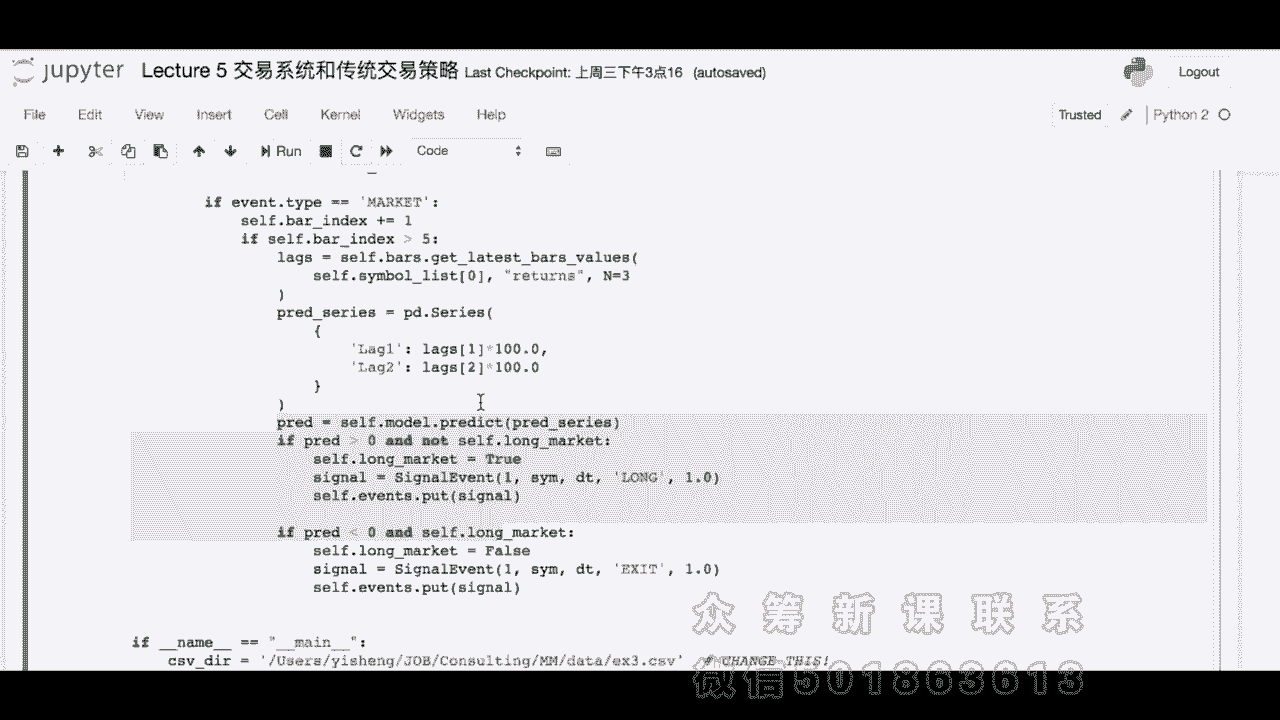 jupyter Lecture 5 交易系统和传统交易策略 Last Checkpoint: 上周三下午3点16 (autosaved) Logout
File Edit View Insert Cell Kernel Widgets Help Trusted Python 2
Run Code
if event.type == 'MARKET':
self.bar_index += 1
if self.bar_index > 5:
lags = self.bars.get_latest_bars_values(
self.symbol_list[0], "returns", N=3
)
pred_series = pd.Series(
{
'Lag1': lags[1]*100.0,
'Lag2': lags[2]*100.0
}
)
pred = self.model.predict(pred_series)
if pred > 0 and not self.long_market:
self.long_market = True
signal = SignalEvent(1, sym, dt, 'LONG', 1.0)
self.events.put(signal)
if pred < 0 and self.long_market:
self.long_market = False
signal = SignalEvent(1, sym, dt, 'EXIT', 1.0)
self.events.put(signal)
if __name__ == "__main__":
csv_dir = '/Users/yisheng/JOB/Consulting/MM/data/ex3.csv' # CHANGE THIS!
众筹新课联系
微信501863613